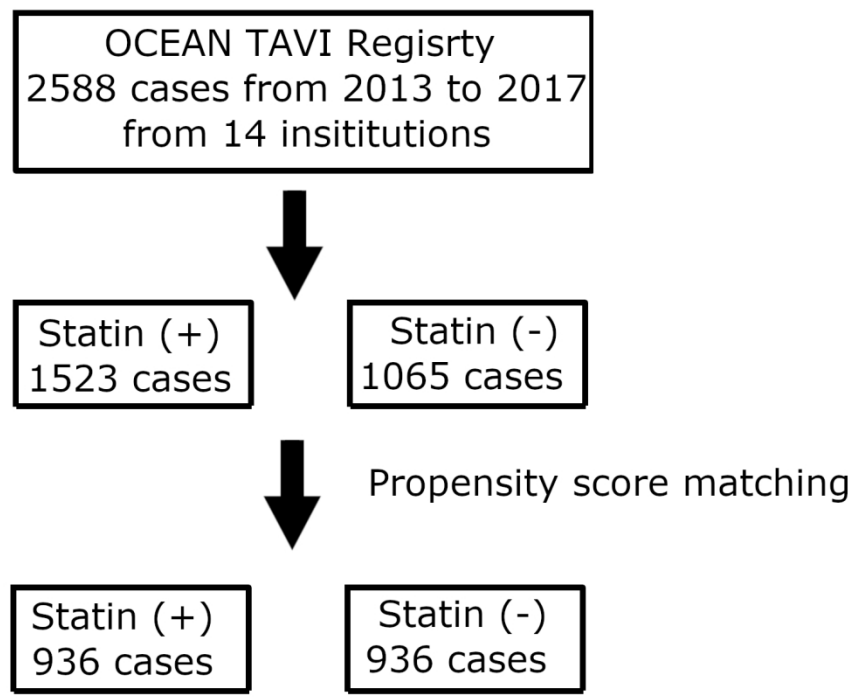 OCEAN TAVI Regisrty
2588 cases from 2013 to 2017
from 14 insititutions
Statin (+)
1523 cases
Statin (-)
1065 cases
Propensity score matching
Statin (+)
936 cases
Statin (-)
936 cases